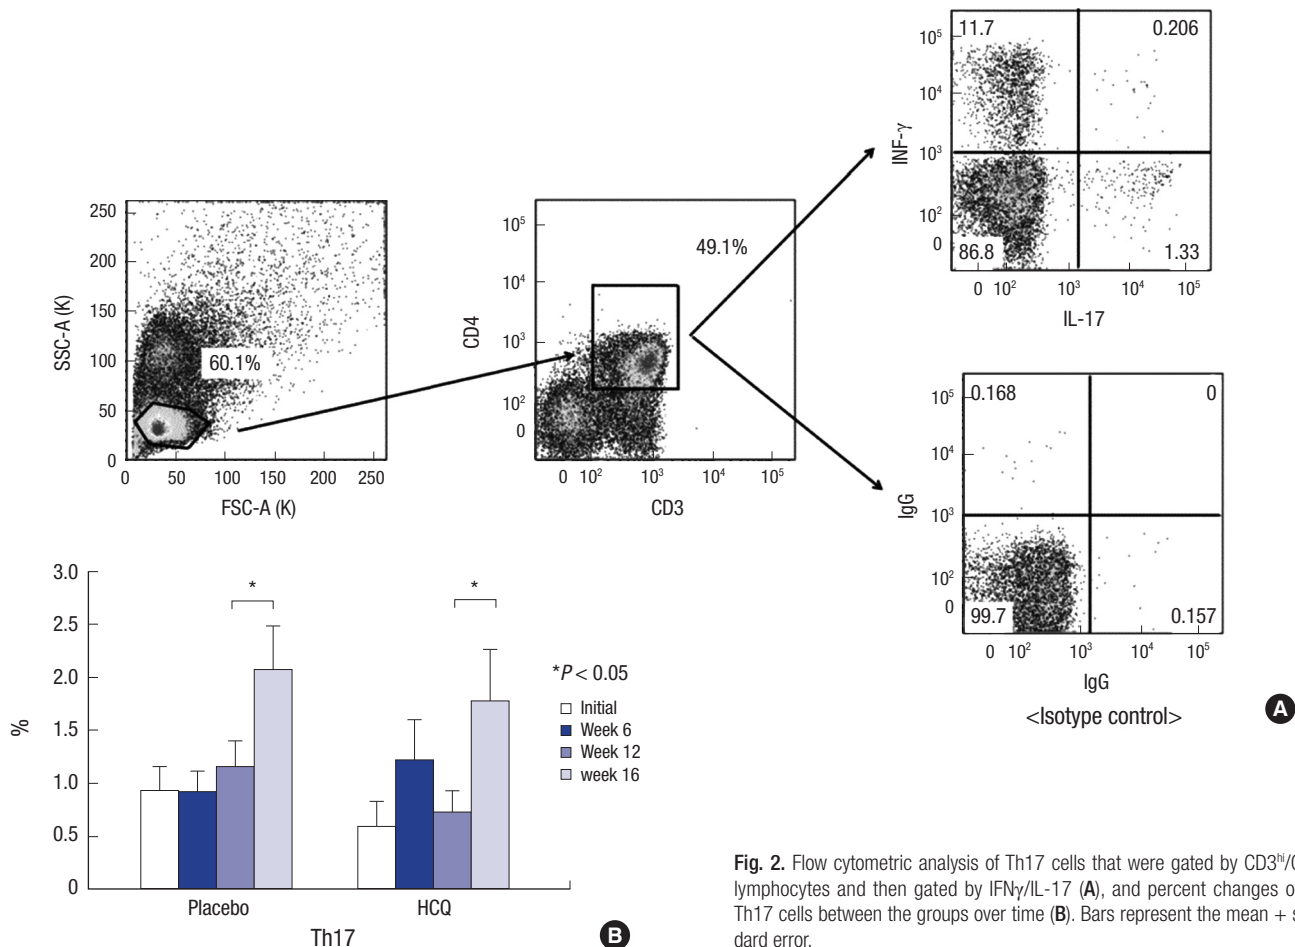 250
200
150
100
50
0
SSC-A (K)
60.1%
0 50 100 150 200 250
FSC-A (K)
10⁵
10⁴
10³
10²
0
CD4
49.1%
0 10² 10³ 10⁴ 10⁵
CD3
11.7 0.206
10⁵
10⁴
10³
10²
0
INF-γ
86.8 1.33
0 10² 10³ 10⁴ 10⁵
IL-17
0.168 0
10⁵
10⁴
10³
10²
0
IgG
99.7 0.157
0 10² 10³ 10⁴ 10⁵
IgG
<Isotype control>
A
3.0
2.5
2.0
1.5
1.0
0.5
0
%
* *
*P < 0.05
Initial
Week 6
Week 12
week 16
Placebo HCQ
Th17
B
Fig. 2. Flow cytometric analysis of Th17 cells that were gated by CD3ʰⁱ/
lymphocytes and then gated by IFNγ/IL-17 (A), and percent changes o
Th17 cells between the groups over time (B). Bars represent the mean + s
dard error.